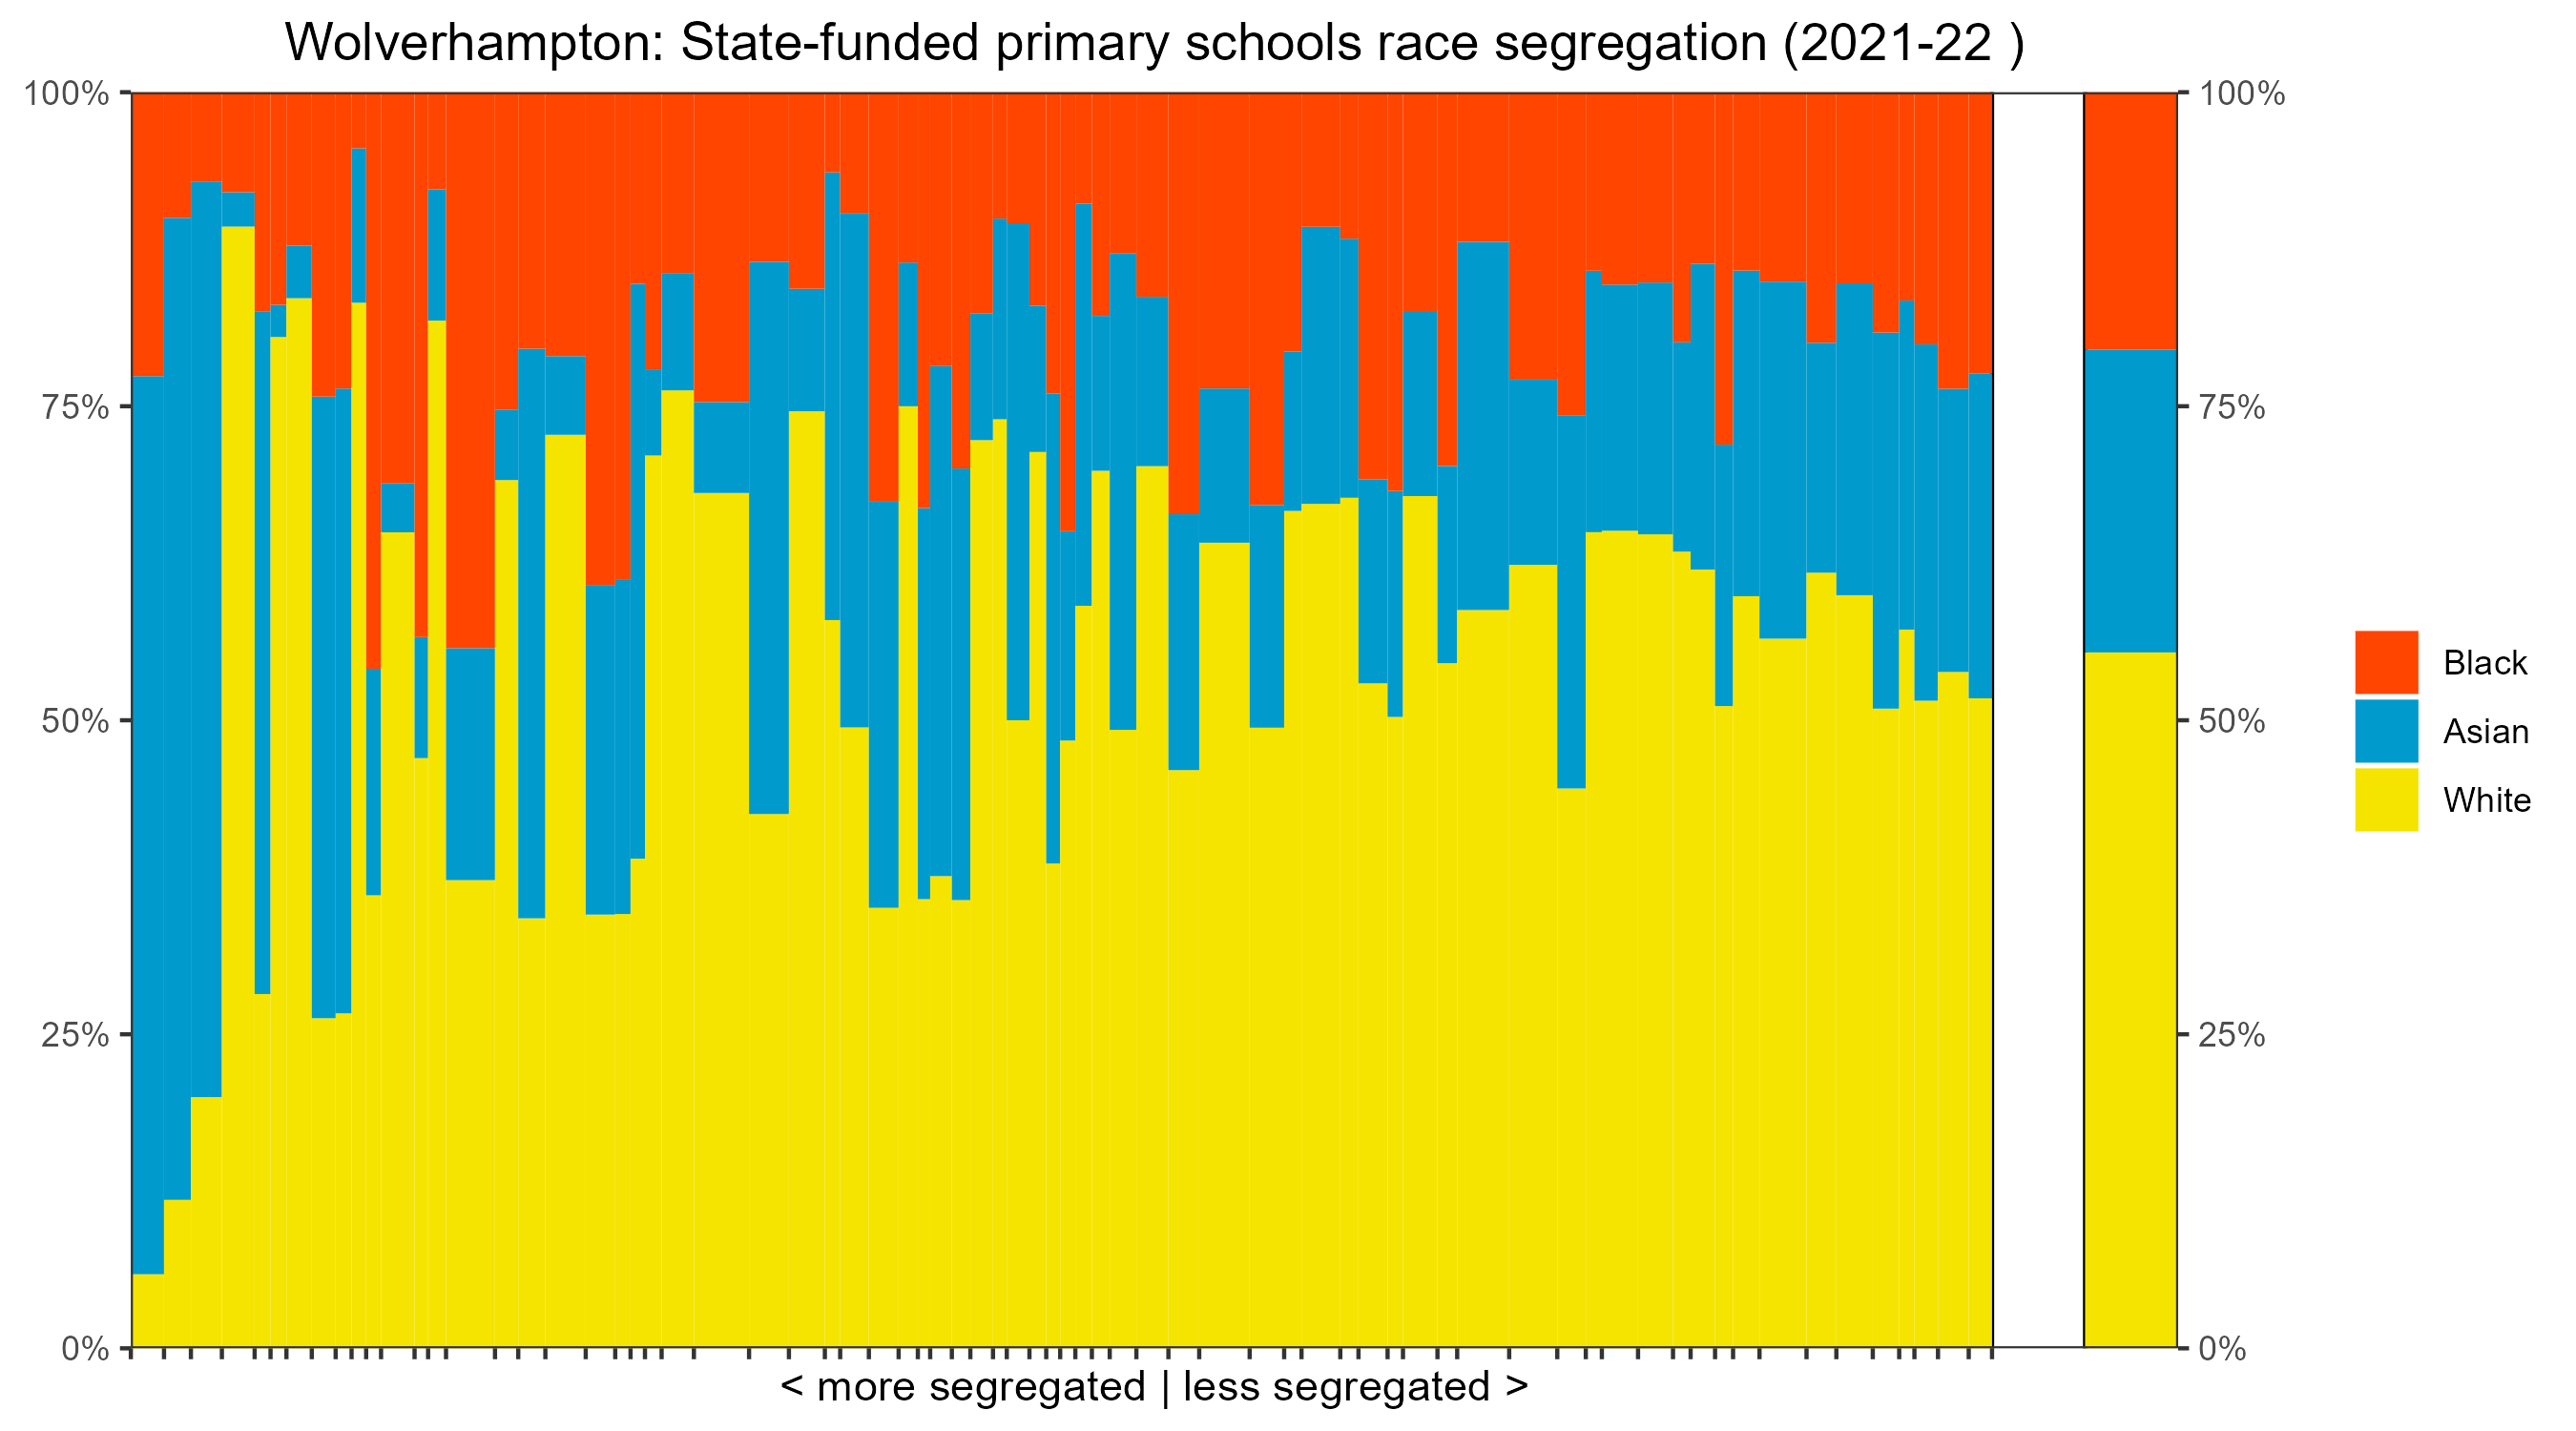 Wolverhampton: State-funded primary schools race segregation (2021-22 )
100%
75%
50%
25%
0%
100%
75%
50%
25%
0%
Black
Asian
White
< more segregated | less segregated >